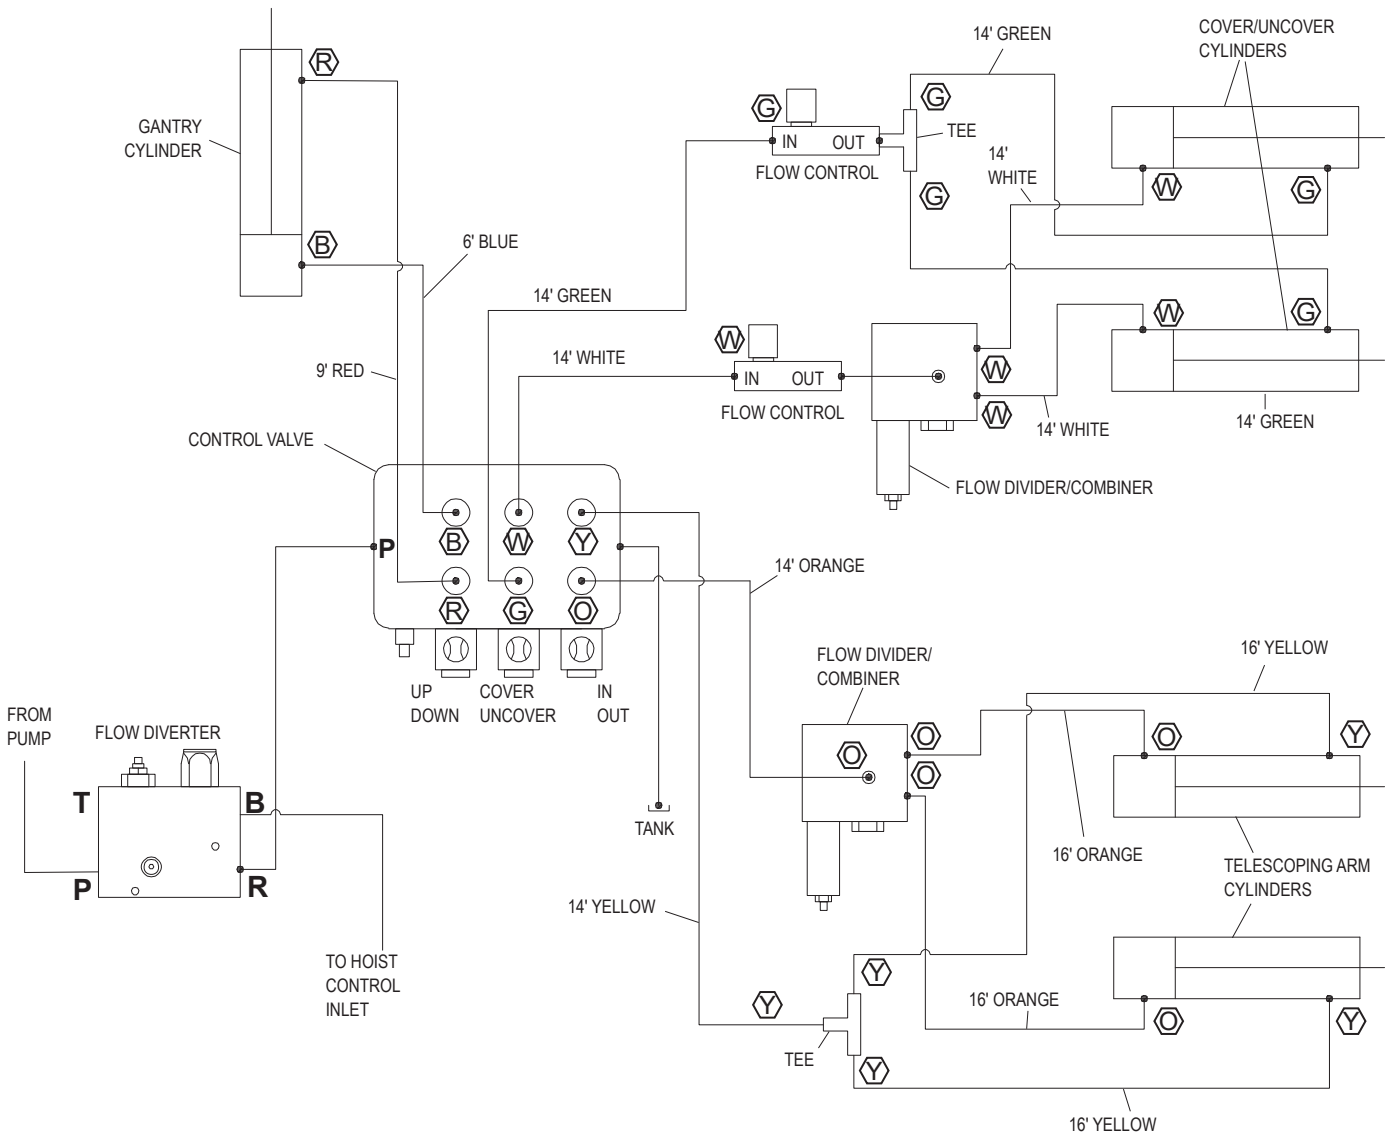 14' GREEN
COVER/UNCOVER
CYLINDERS
R
GANTRY
CYLINDER
G
G
IN OUT
TEE
FLOW CONTROL
14'
WHITE
W
G
G
B
6' BLUE
14' GREEN
W
G
W
14' WHITE
9' RED
IN OUT
W
FLOW CONTROL
W
14' WHITE
14' GREEN
CONTROL VALVE
FLOW DIVIDER/COMBINER
P
B W Y
14' ORANGE
R G O
UP
DOWN
COVER
UNCOVER
IN
OUT
FLOW DIVIDER/
COMBINER
16' YELLOW
FROM
PUMP
FLOW DIVERTER
O
O
O
O
Y
T
B
TANK
16' ORANGE
P
R
TELESCOPING ARM
CYLINDERS
14' YELLOW
TO HOIST
CONTROL
INLET
Y
Y
16' ORANGE
O
Y
TEE
Y
16' YELLOW